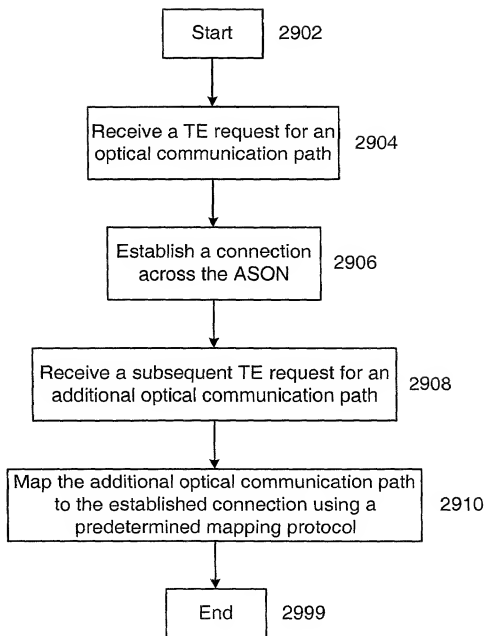 Start 2902
Receive a TE request for an
optical communication path 2904
Establish a connection
across the ASON 2906
Receive a subsequent TE request for an
additional optical communication path 2908
Map the additional optical communication path
to the established connection using a 2910
predetermined mapping protocol
End 2999